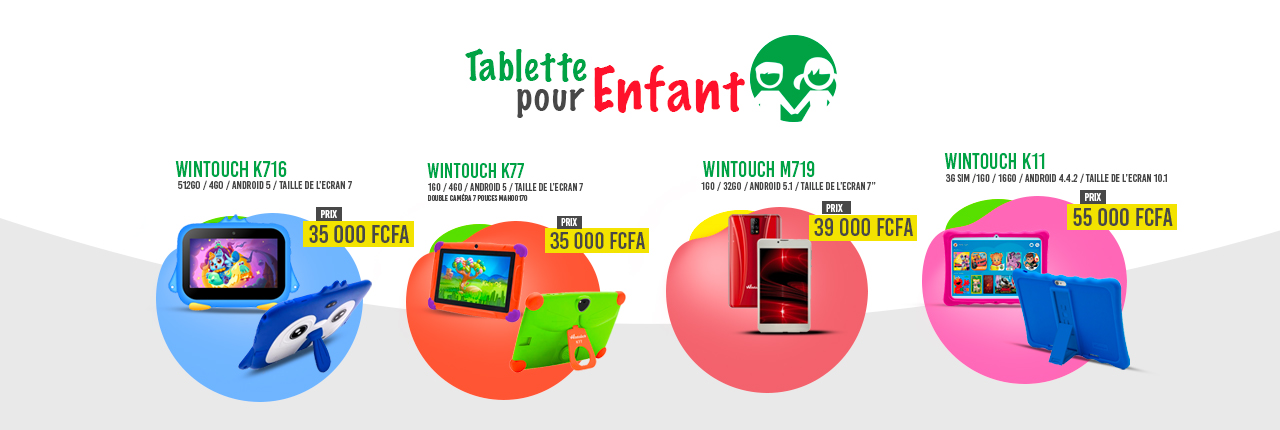 Tablette
pour Enfant
WINTOUCH K716
512GO / 4GO / ANDROID 5 / TAILLE DE L'ECRAN 7
PRIX
35 000 FCFA
WINTOUCH K77
1GO / 4GO / ANDROID 5 / TAILLE DE L'ECRAN 7
DOUBLE CAMÉRA 7 POUCES MAHOO170
PRIX
35 000 FCFA
K77
WINTOUCH M719
1GO / 32GO / ANDROID 5.1 / TAILLE DE L'ECRAN 7"
PRIX
39 000 FCFA
WINTOUCH K11
3G SIM /1GO / 16GO / ANDROID 4.4.2 / TAILLE DE L'ECRAN 10.1
PRIX
55 000 FCFA